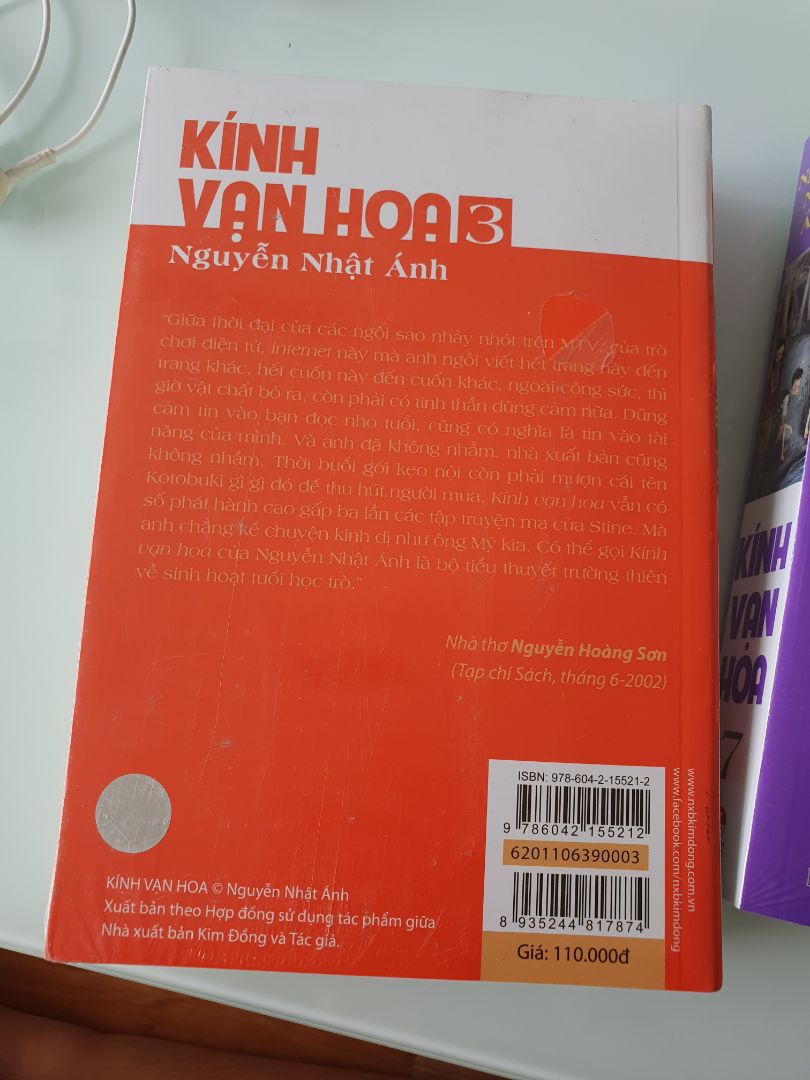 KÍNH
VẠN HOA 3
Nguyễn Nhật Ánh
"Giữa thời đại của các ngôi sao nhảy nhót trên MTV, của trò
chơi điện tử, internet này mà anh ngồi viết hết trang này đến
trang khác, hết cuốn này đến cuốn khác, ngoài công sức, thì
giờ vật chất bỏ ra, còn phải có tinh thần dũng cảm nữa. Dũng
cảm tin vào bạn đọc nhỏ tuổi, cũng có nghĩa là tin vào tài
năng của mình. Và anh đã không nhầm, nhà xuất bản cũng
không nhầm. Thời buổi gói kẹo nội còn phải mượn cái tên
Kotobuki gì gì đó để thu hút người mua, Kính vạn hoa vẫn có
số phát hành cao gấp ba lần các tập truyện ma của Stine. Mà
anh chẳng kể chuyện kinh dị như ông Mỹ kia. Có thể gọi Kính
vạn hoa của Nguyễn Nhật Ánh là bộ tiểu thuyết trường thiên
về sinh hoạt tuổi học trò."
Nhà thơ Nguyễn Hoàng Sơn
(Tạp chí Sách, tháng 6-2002)
ISBN: 978-604-2-15521-2
9 786042 155212
6201106390003
8 935244 817874
Giá: 110.000đ
www.nxbkimdong.com.vn
www.facebook.com/nxbkimdong
KÍNH VẠN HOA © Nguyễn Nhật Ánh
Xuất bản theo Hợp đồng sử dụng tác phẩm giữa
Nhà xuất bản Kim Đồng và Tác giả.
KÍNH
VẠN
HOA
7